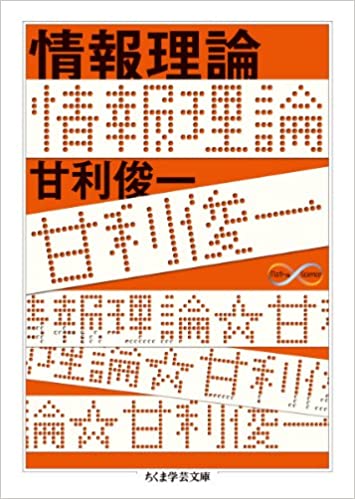 情報理論
情報理論
甘利俊一
甘利俊一
Math & Science
情報理論☆甘
理論☆甘利俊
論☆甘利俊一
ちくま学芸文庫